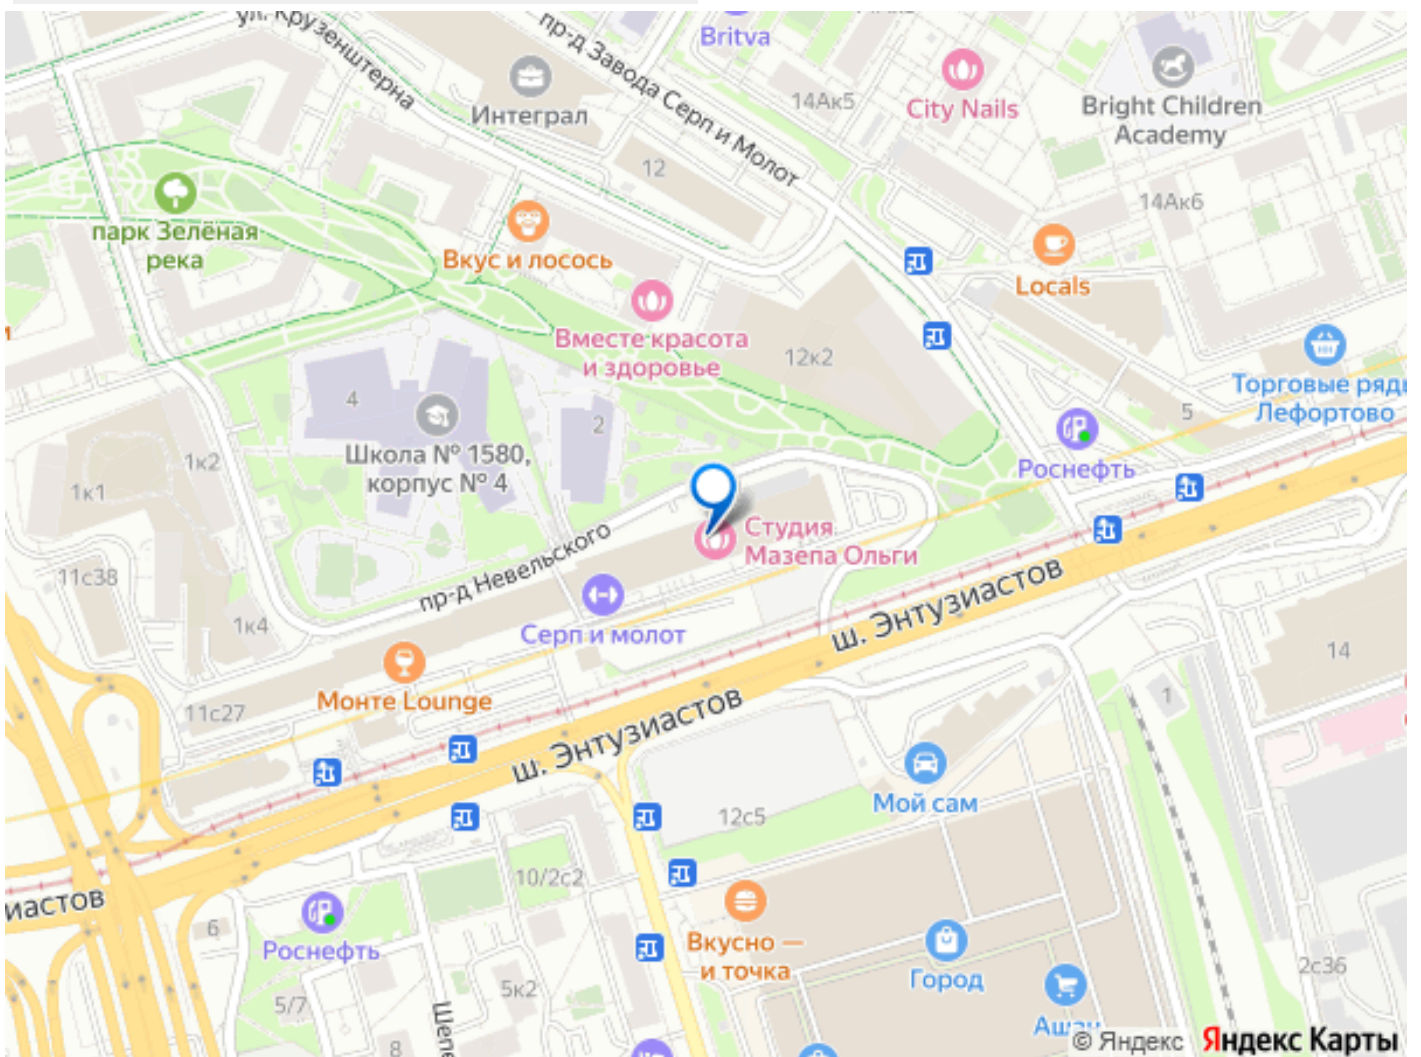 ул. Крузенштерна
пр-д Завода Серп и Молот
Britva
14Ак5
City Nails
Bright Children
Academy
Интеграл
12
14Ак6
парк Зелёная
река
Вкус и лосось
Locals
Вместе красота
и здоровье
12к2
Торговые ряды
Лефортово
5
4
2
Школа № 1580,
корпус № 4
Роснефть
1к2
1к1
Студия
Мазепа Ольги
пр-д Невельского
11с38
1к4
Серп и молот
ш. Энтузиастов
14
1
Монте Lounge
11с27
ш. Энтузиастов
Мой сам
12с5
10/2с2
иастов
6
Роснефть
Вкусно —
и точка
Город
2с36
5/7
5к2
Шепе
8
Ашан
© Яндекс Яндекс Карты